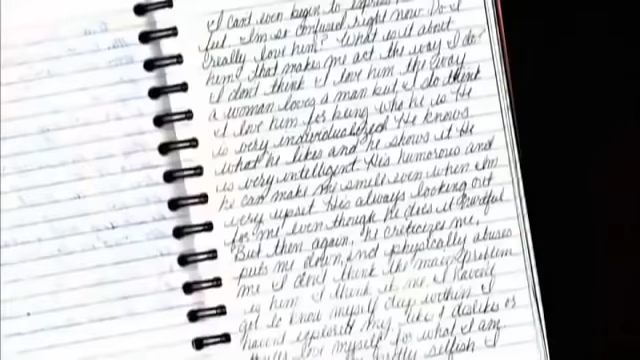 I can't even begin to express
but. I'm so confused right now. Do I
really love him? What is it about
him? that makes me act the way I do?
I don't think I love him the way
a woman loves a man but I do think
I love him for being who he is. He
is very individualized. He knows
what he likes and he shows it. He
is very intelligent. He's humorous and
he can make me smile even when I'm
very upset. He's always looking out
for me even though he does it
But then again, he criticizes me,
puts me down, and physically abuses
me. I don't think the main problem
is him. I think it me. I haven't
got to know myself deep within. I
haven't explored my likes & dislikes or
love myself for what I am.
selfish I